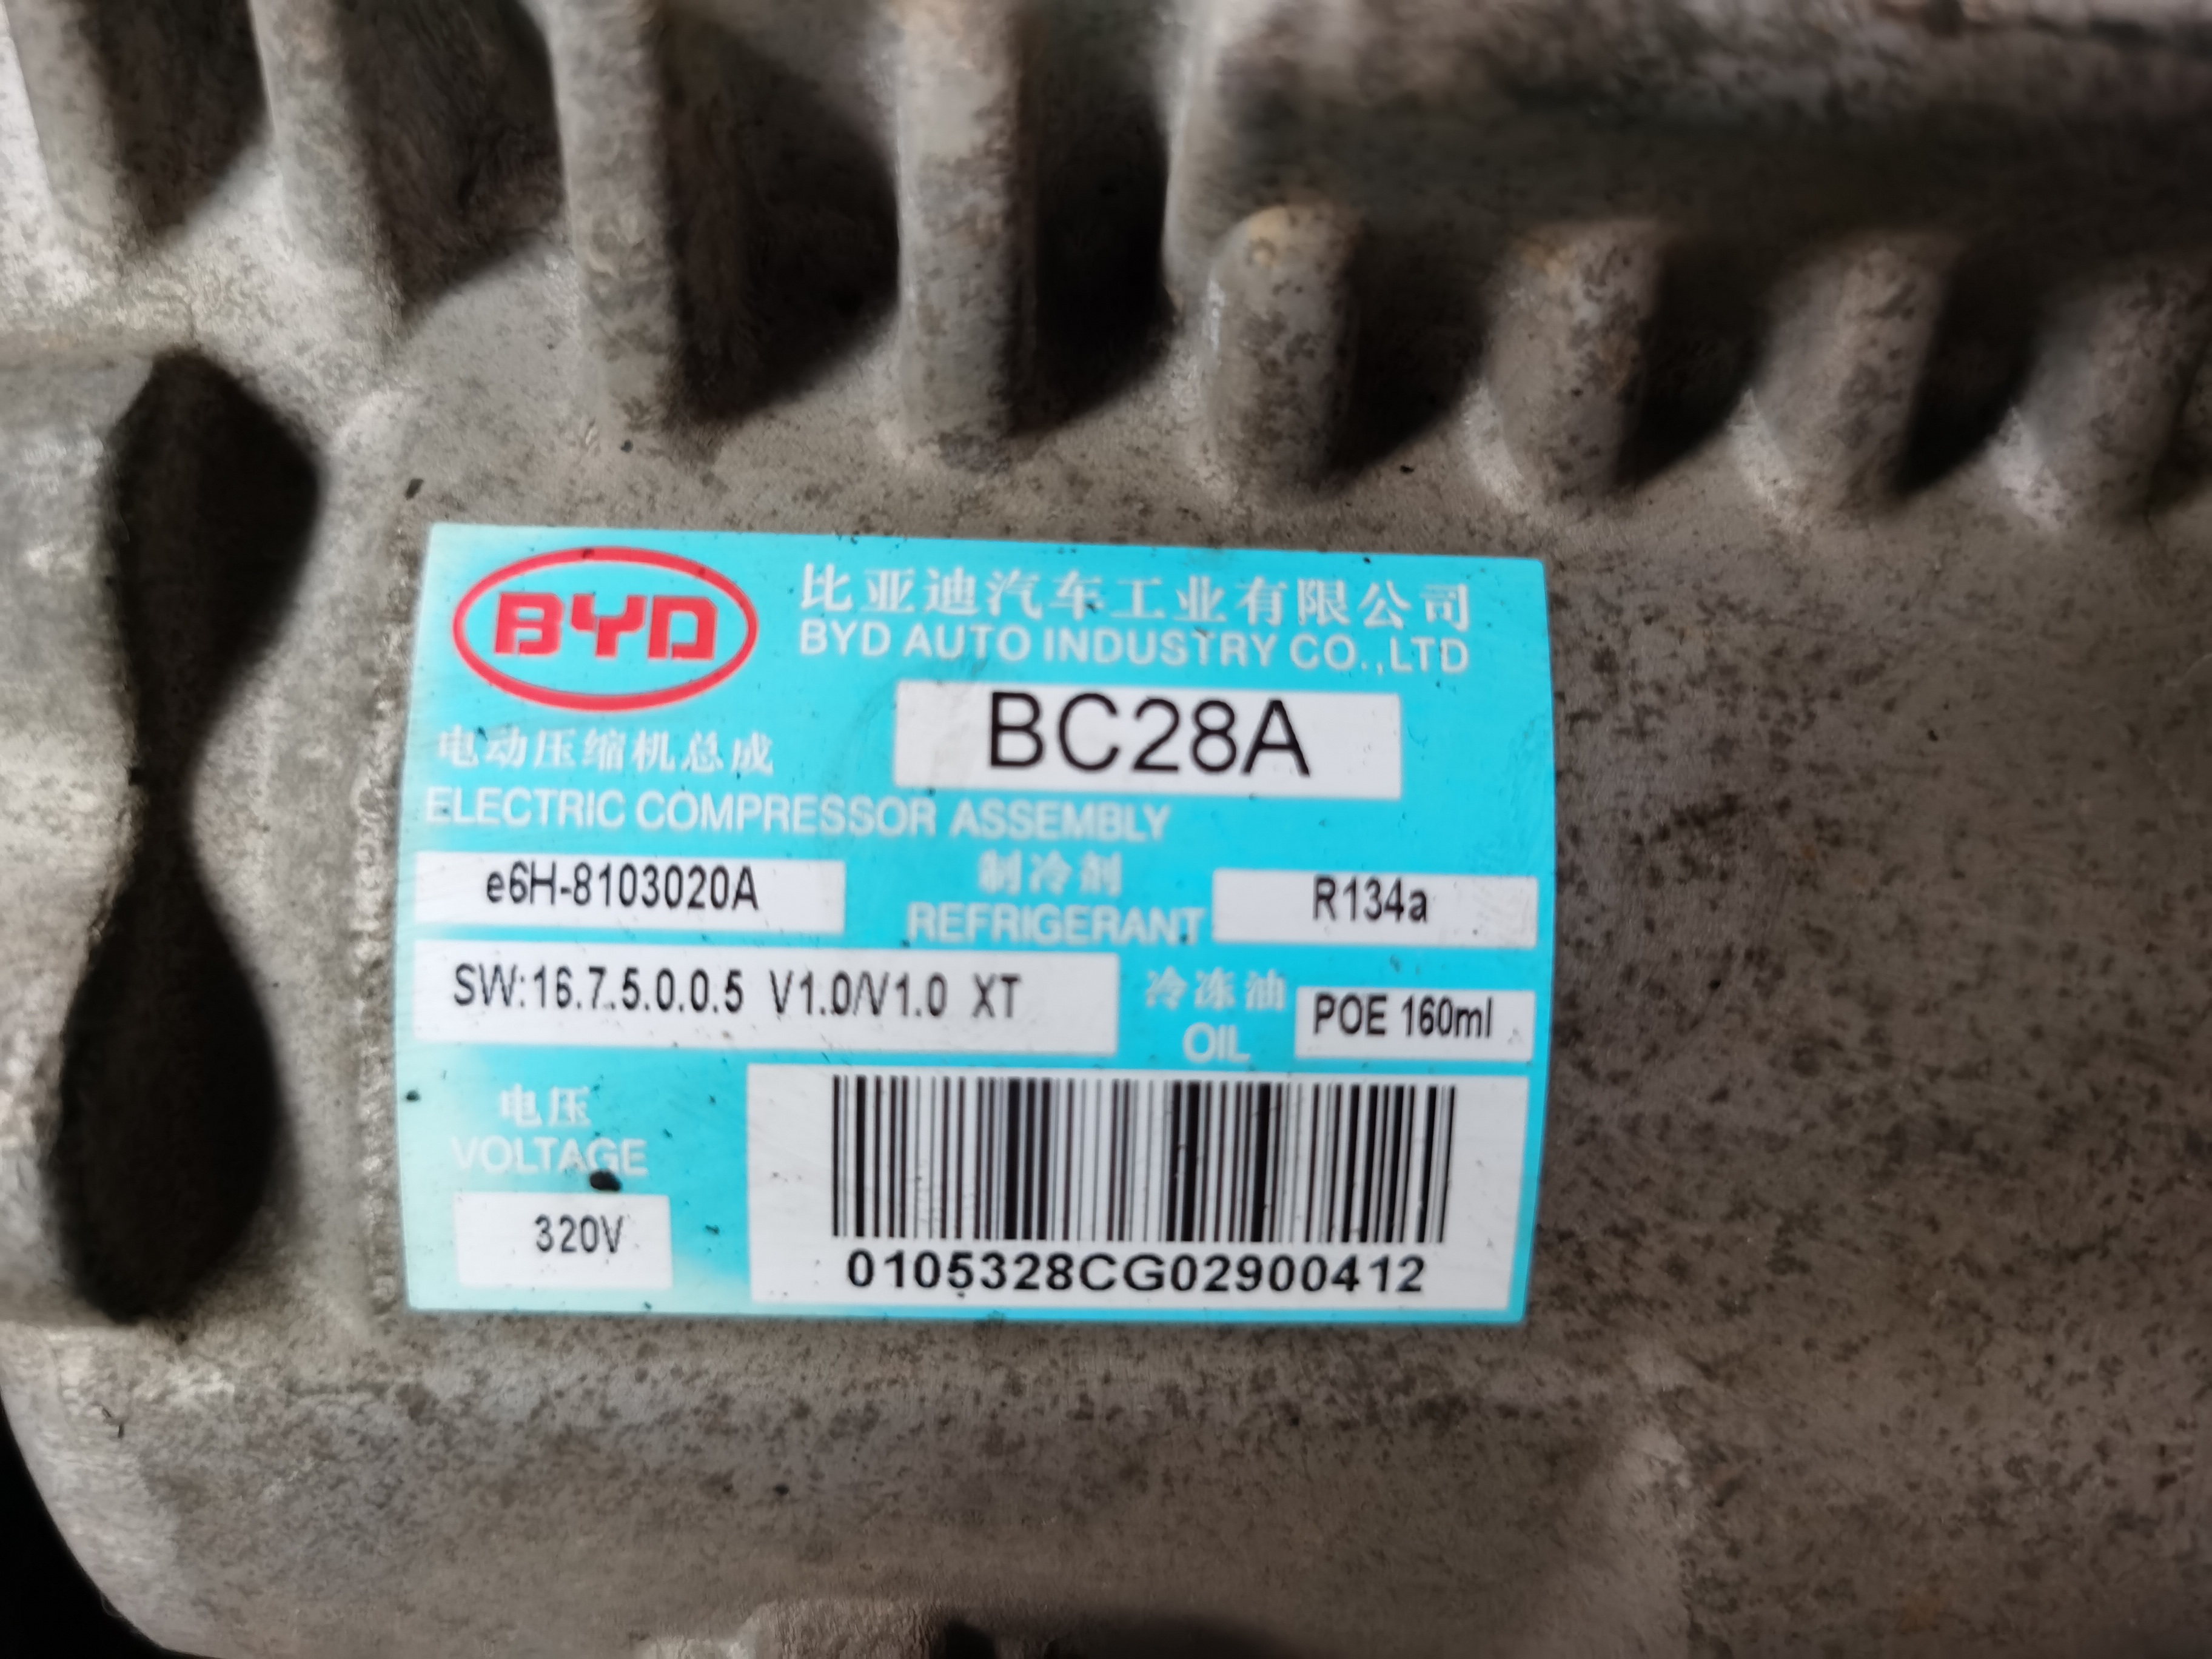 BYD
比亚迪汽车工业有限公司
BYD AUTO INDUSTRY CO.,LTD
BC28A
电动压缩机总成
ELECTRIC COMPRESSOR ASSEMBLY
e6H-8103020A
制冷剂
REFRIGERANT
R134a
SW:16.7.5.0.0.5 V1.0/V1.0 XT
冷冻油
OIL
POE 160ml
电压
VOLTAGE
320V
0105328CG02900412